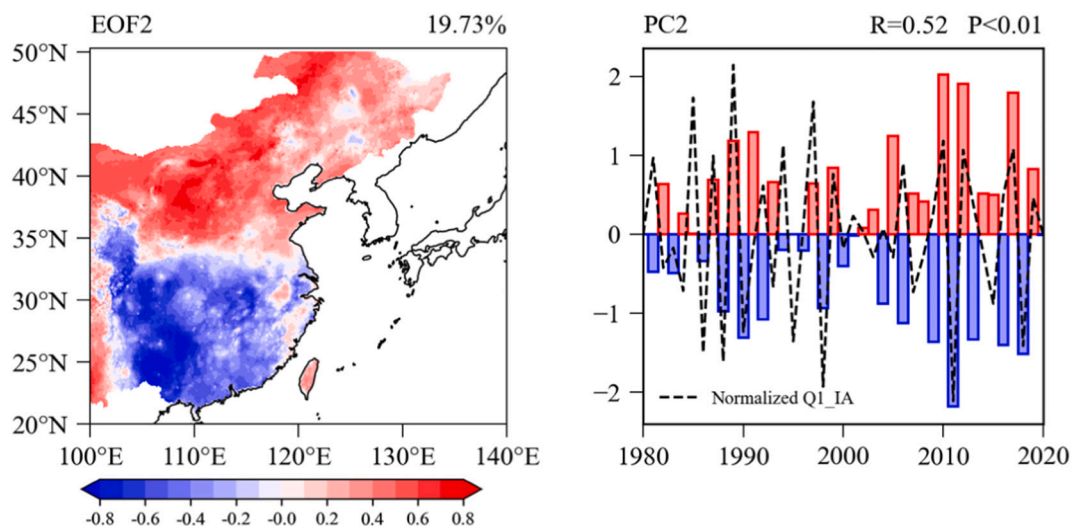 EOF2 19.73%
50°N
45°N
40°N
35°N
30°N
25°N
20°N
100°E 110°E 120°E 130°E 140°E
-0.8 -0.6 -0.4 -0.2 -0.0 0.2 0.4 0.6 0.8
PC2 R=0.52 P<0.01
2
1
0
−1
−2
Normalized Q1_IA
1980 1990 2000 2010 2020